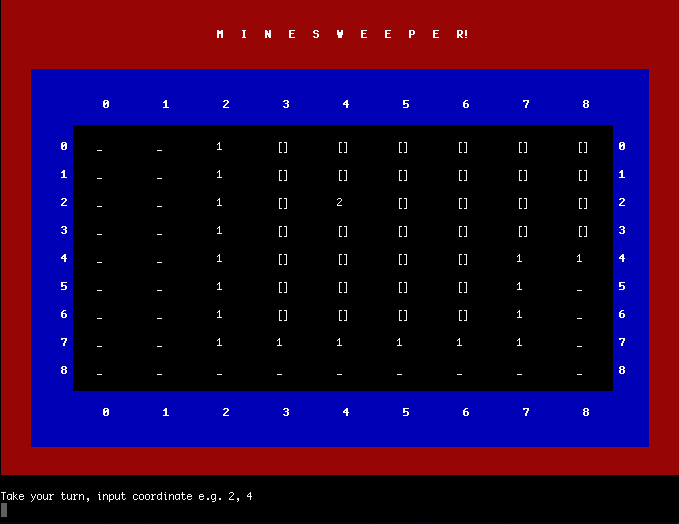 M I N E S W E E P E R!
0 1 2 3 4 5 6 7 8
0 _ _ 1 [] [] [] [] [] [] 0
1 _ _ 1 [] [] [] [] [] [] 1
2 _ _ 1 [] 2 [] [] [] [] 2
3 _ _ 1 [] [] [] [] [] [] 3
4 _ _ 1 [] [] [] [] 1 1 4
5 _ _ 1 [] [] [] [] 1 _ 5
6 _ _ 1 [] [] [] [] 1 _ 6
7 _ _ 1 1 1 1 1 1 _ 7
8 _ _ _ _ _ _ _ _ _ 8
0 1 2 3 4 5 6 7 8
Take your turn, input coordinate e.g. 2, 4